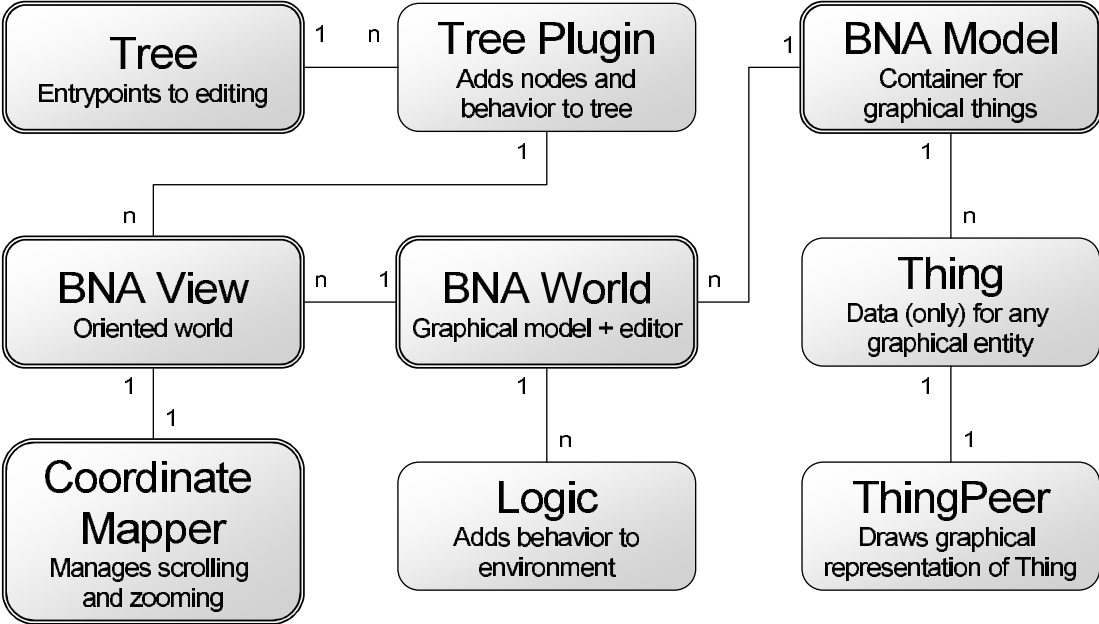 Tree
Entrypoints to editing
1
n
Tree Plugin
Adds nodes and
behavior to tree
1
BNA Model
Container for
graphical things
1
1
n
n
BNA View
Oriented world
n
1
BNA World
Graphical model + editor
n
Thing
Data (only) for any
graphical entity
1
1
1
1
n
1
Coordinate
Mapper
Manages scrolling
and zooming
Logic
Adds behavior to
environment
ThingPeer
Draws graphical
representation of Thing